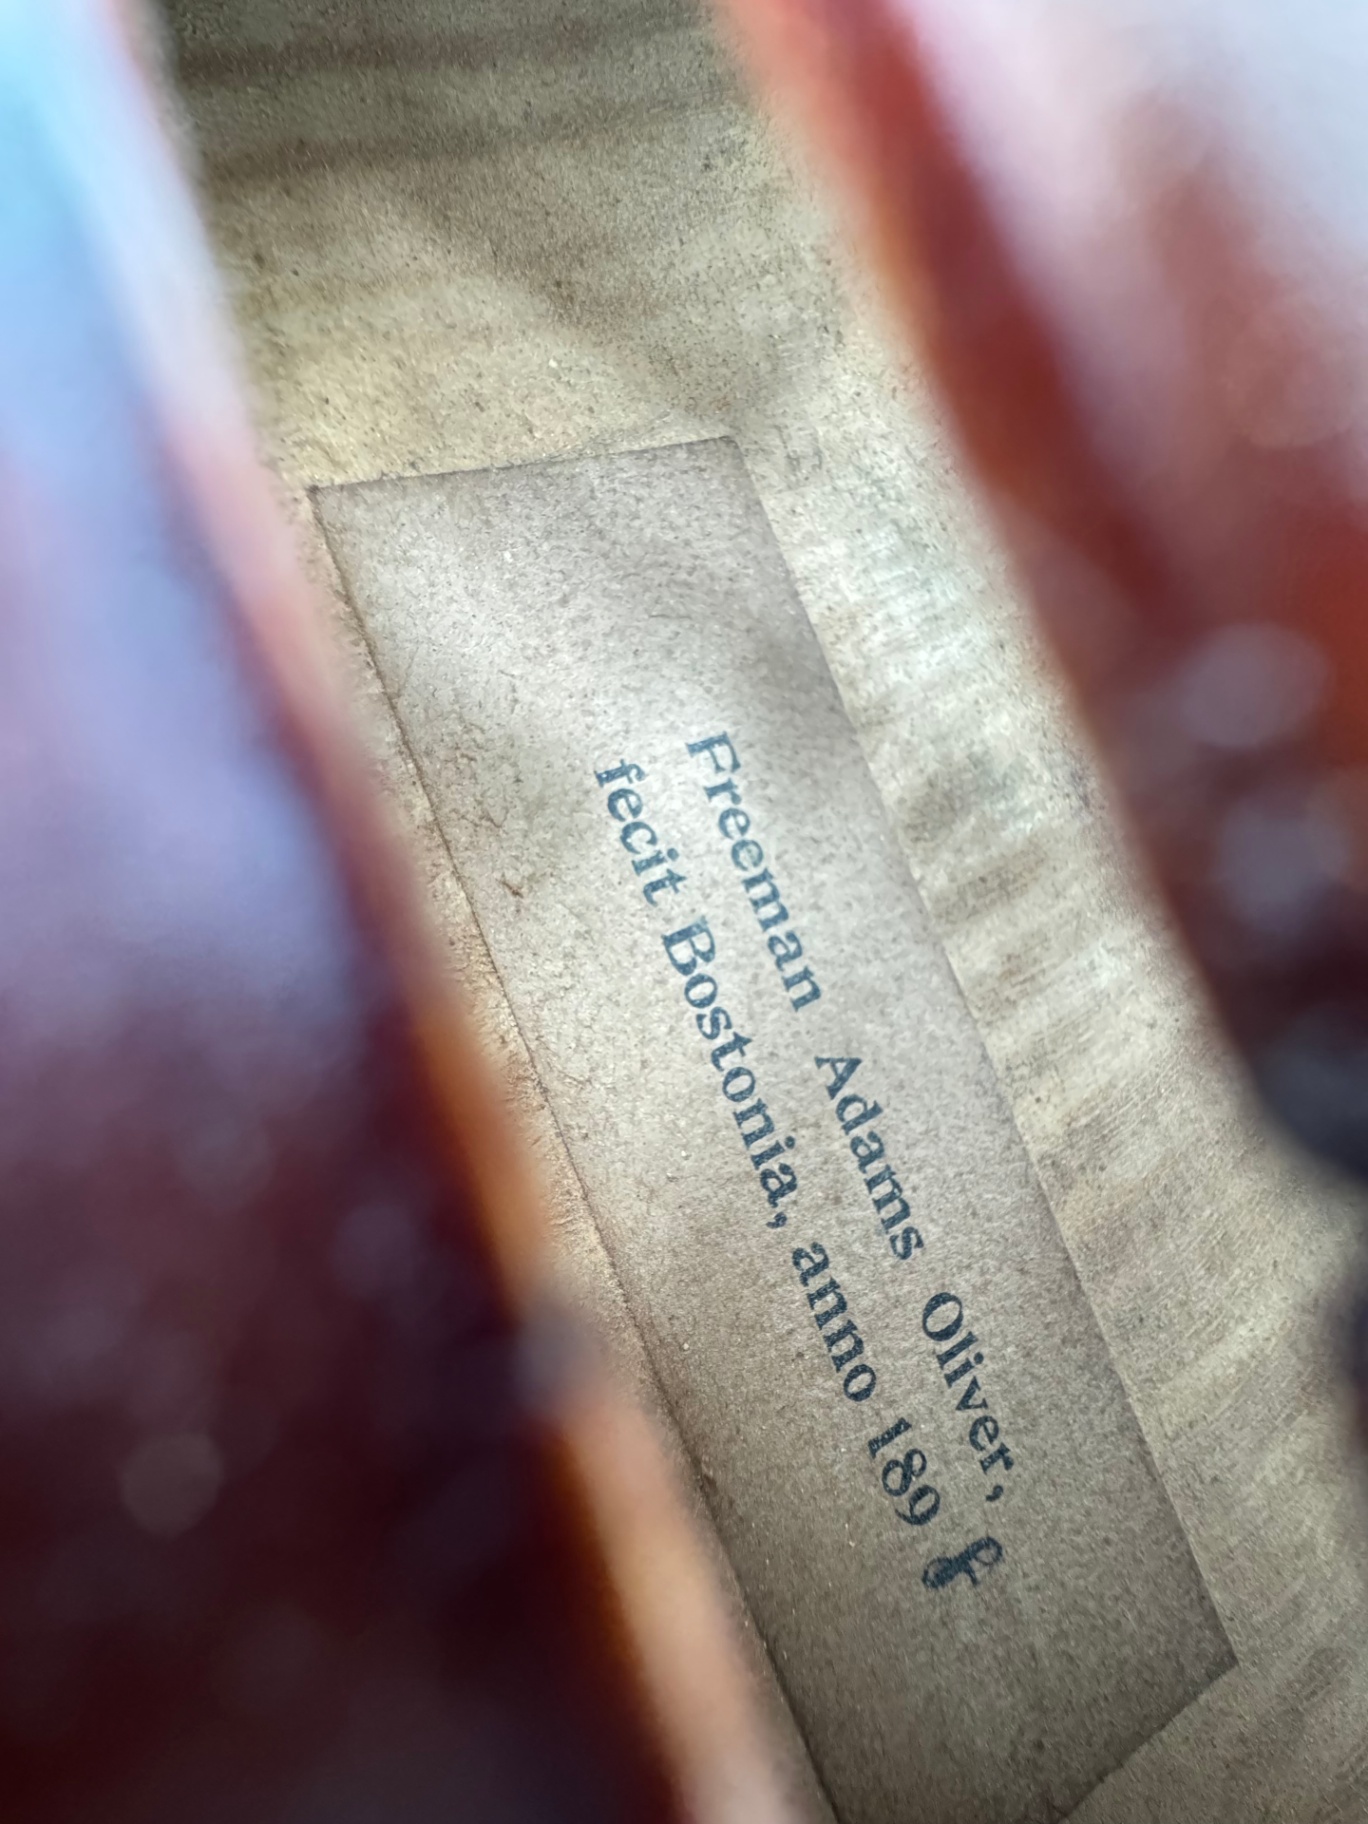 Freeman Adams Oliver,
fecit Bostonia, anno 189